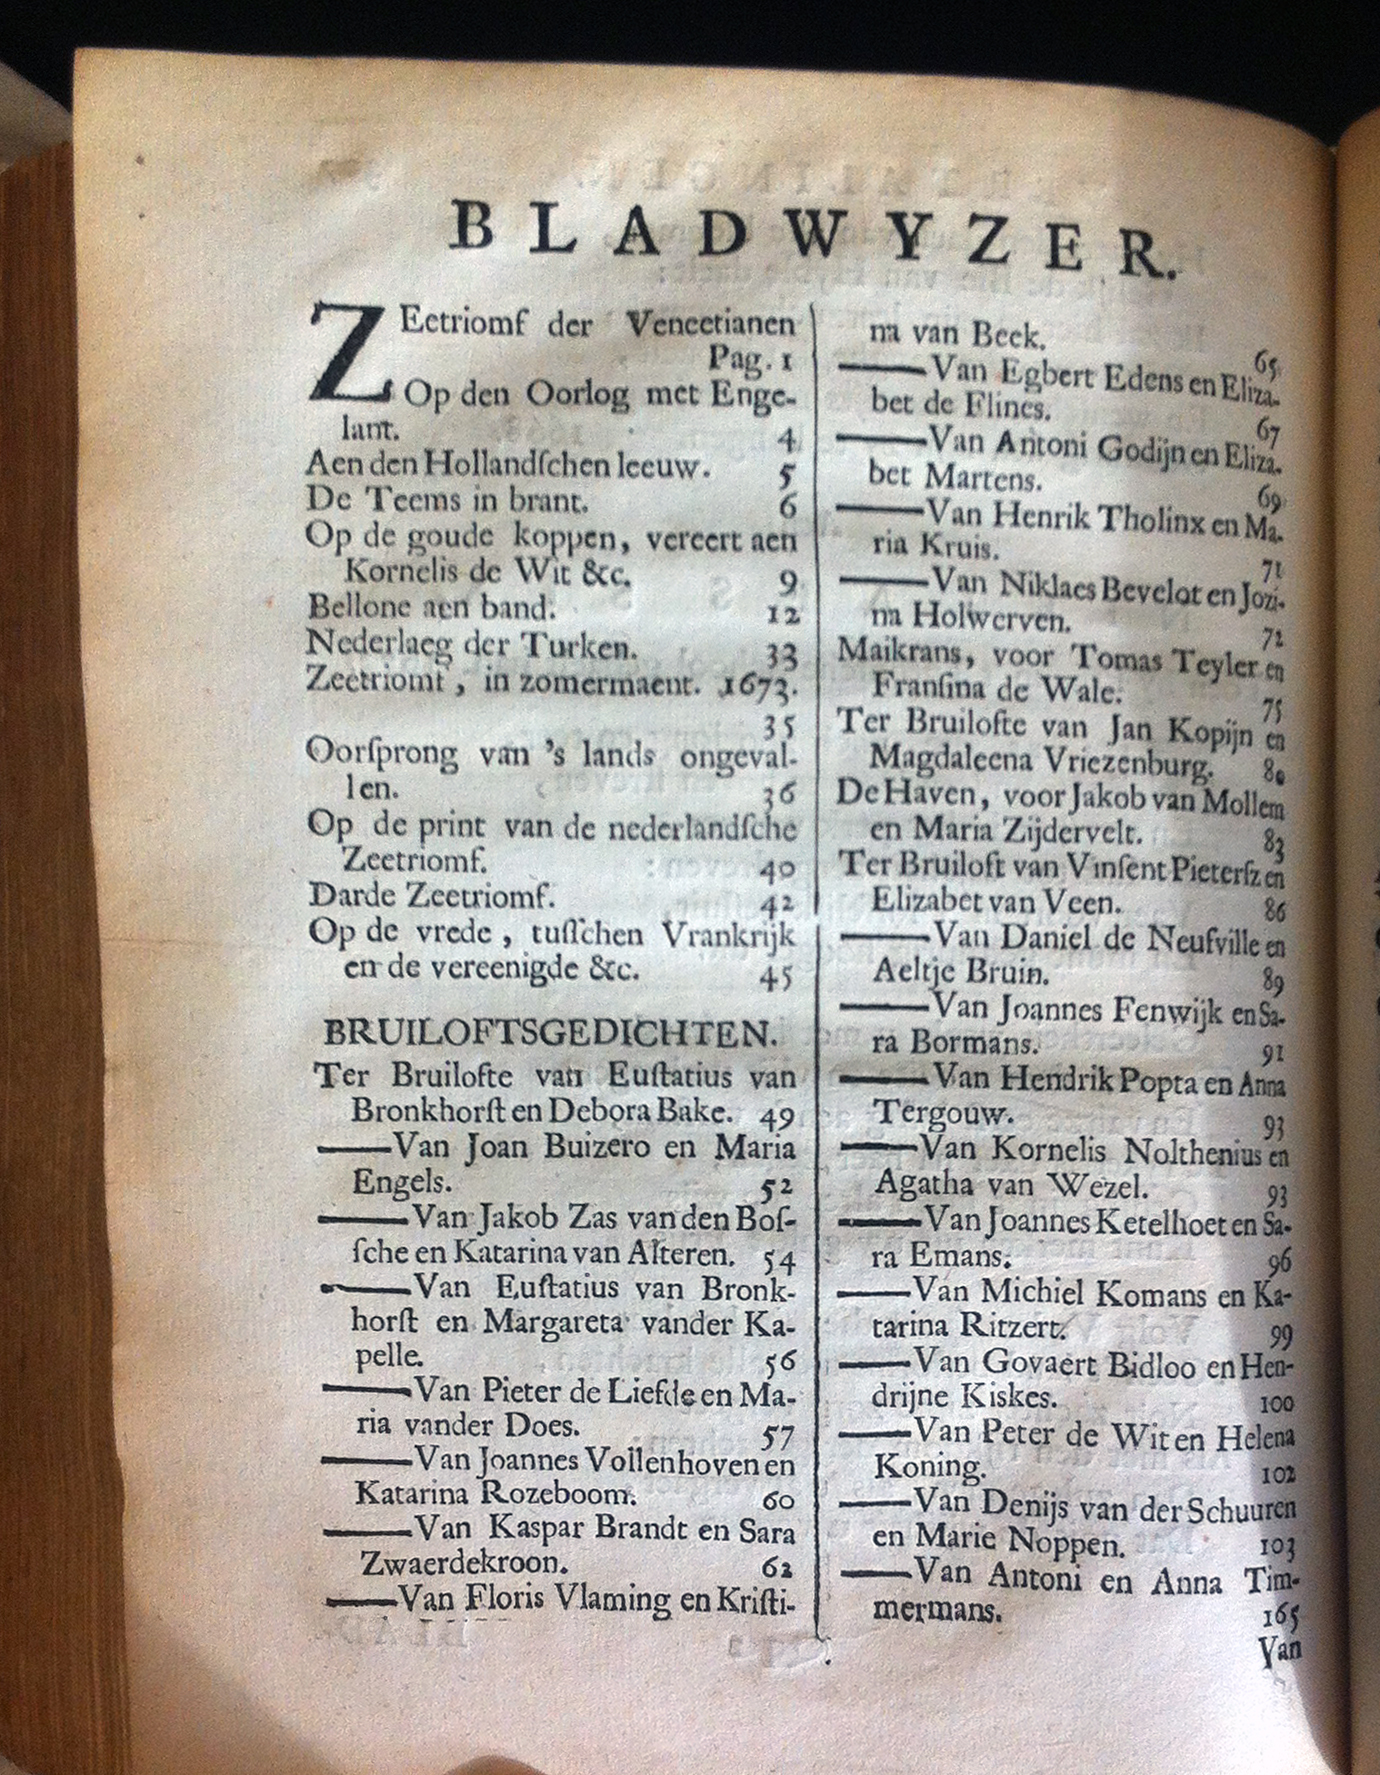 BLADWYZER.
ZEetriomf der Veneetianen
Pag. 1
Op den Oorlog met Enge-
lant. 4
Aen den Hollandſchen leeuw. 5
De Teems in brant. 6
Op de goude koppen, vereert aen
Kornelis de Wit &c. 9
Bellone aen band. 12
Nederlaeg der Turken. 33
Zeetriomf, in zomermaent. 1673.
35
Oorſprong van 's lands ongeval-
len. 36
Op de print van de nederlandſche
Zeetriomf. 40
Darde Zeetriomf. 42
Op de vrede, tuſſchen Vrankrijk
en de vereenigde &c. 45
BRUILOFTSGEDICHTEN.
Ter Bruilofte van Euſtatius van
Bronkhorſt en Debora Bake. 49
——Van Joan Buizero en Maria
Engels. 52
——Van Jakob Zas van den Boſ-
ſche en Katarina van Alteren. 54
——Van Euſtatius van Bronk-
horſt en Margareta vander Ka-
pelle. 56
——Van Pieter de Liefde en Ma-
ria vander Does. 57
——Van Joannes Vollenhoven en
Katarina Rozeboom. 60
——Van Kaspar Brandt en Sara
Zwaerdekroon. 62
——Van Floris Vlaming en Kriſti-
na van Beek. 65
——Van Egbert Edens en Eliza-
bet de Flines. 67
——Van Antoni Godijn en Eliza-
bet Martens. 69
——Van Henrik Tholinx en Ma-
ria Kruis. 71
——Van Niklaes Bevelot en Jozi-
na Holwerven. 72
Maikrans, voor Tomas Teyler en
Franſina de Wale. 75
Ter Bruilofte van Jan Kopijn en
Magdaleena Vriezenburg. 80
De Haven, voor Jakob van Mollem
en Maria Zijdervelt. 83
Ter Bruiloft van Vinſent Pieterſz en
Elizabet van Veen. 86
——Van Daniel de Neufville en
Aeltje Bruin. 89
——Van Joannes Fenwijk en Sa-
ra Bormans. 91
——Van Hendrik Popta en Anna
Tergouw. 93
——Van Kornelis Nolthenius en
Agatha van Wezel. 93
——Van Joannes Ketelhoet en Sa-
ra Emans. 96
——Van Michiel Komans en Ka-
tarina Ritzert. 99
——Van Govaert Bidloo en Hen-
drijne Kiskes. 100
——Van Peter de Wit en Helena
Koning. 102
——Van Denijs van der Schuuren
en Marie Noppen. 103
——Van Antoni en Anna Tim-
mermans. 165
Van